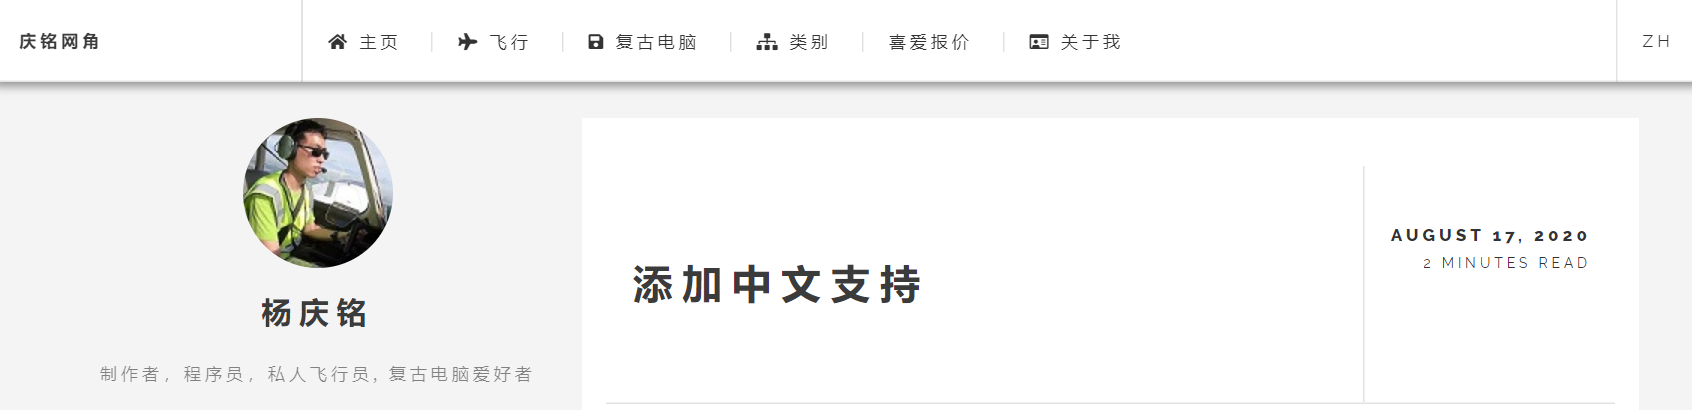 庆铭网角
主页 飞行 复古电脑 类别 喜爱报价 关于我
ZH
杨庆铭
制作者，程序员，私人飞行员, 复古电脑爱好者
添加中文支持
AUGUST 17, 2020
2 MINUTES READ